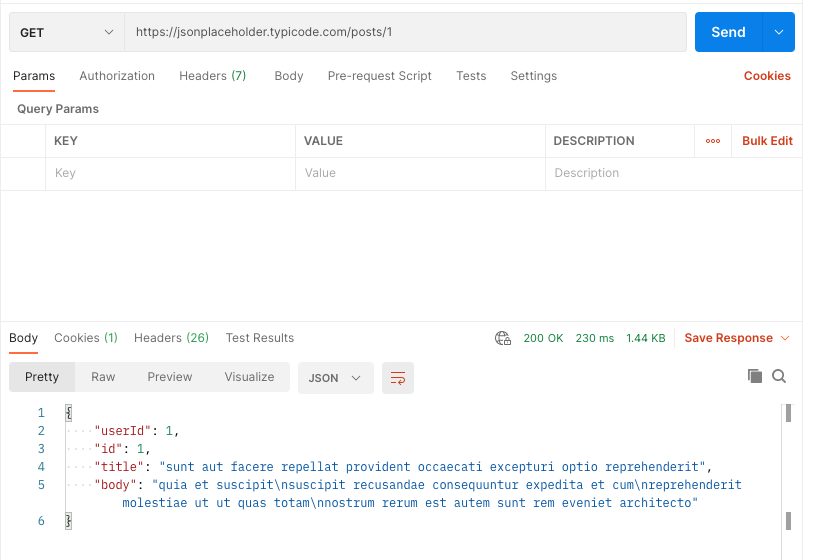 GET https://jsonplaceholder.typicode.com/posts/1 Send
Params Authorization Headers (7) Body Pre-request Script Tests Settings Cookies
Query Params
KEY VALUE DESCRIPTION Bulk Edit
Key Value Description
Body Cookies (1) Headers (26) Test Results 200 OK 230 ms 1.44 KB Save Response
Pretty Raw Preview Visualize JSON
1 {
2 "userId": 1,
3 "id": 1,
4 "title": "sunt aut facere repellat provident occaecati excepturi optio reprehenderit",
5 "body": "quia et suscipit\nsuscipit recusandae consequuntur expedita et cum\nreprehenderit
molestiae ut ut quas totam\nnostrum rerum est autem sunt rem eveniet architecto"
6 }